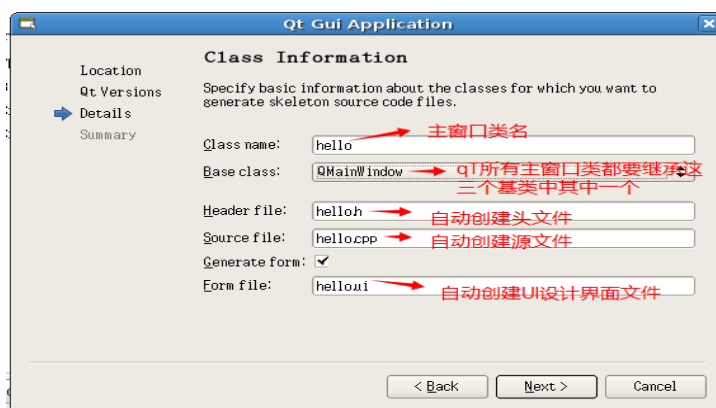 Qt Gui Application
Location
Qt Versions
Details
Summary
Class Information
Specify basic information about the classes for which you want to
generate skeleton source code files.
Class name: hello 主窗口类名
Base class: QMainWindow qT所有主窗口类都要继承这
三个基类中其中一个
Header file: hello.h 自动创建头文件
Source file: hello.cpp 自动创建源文件
Generate form:
Form file: hello.ui 自动创建UI设计界面文件
< Back Next > Cancel